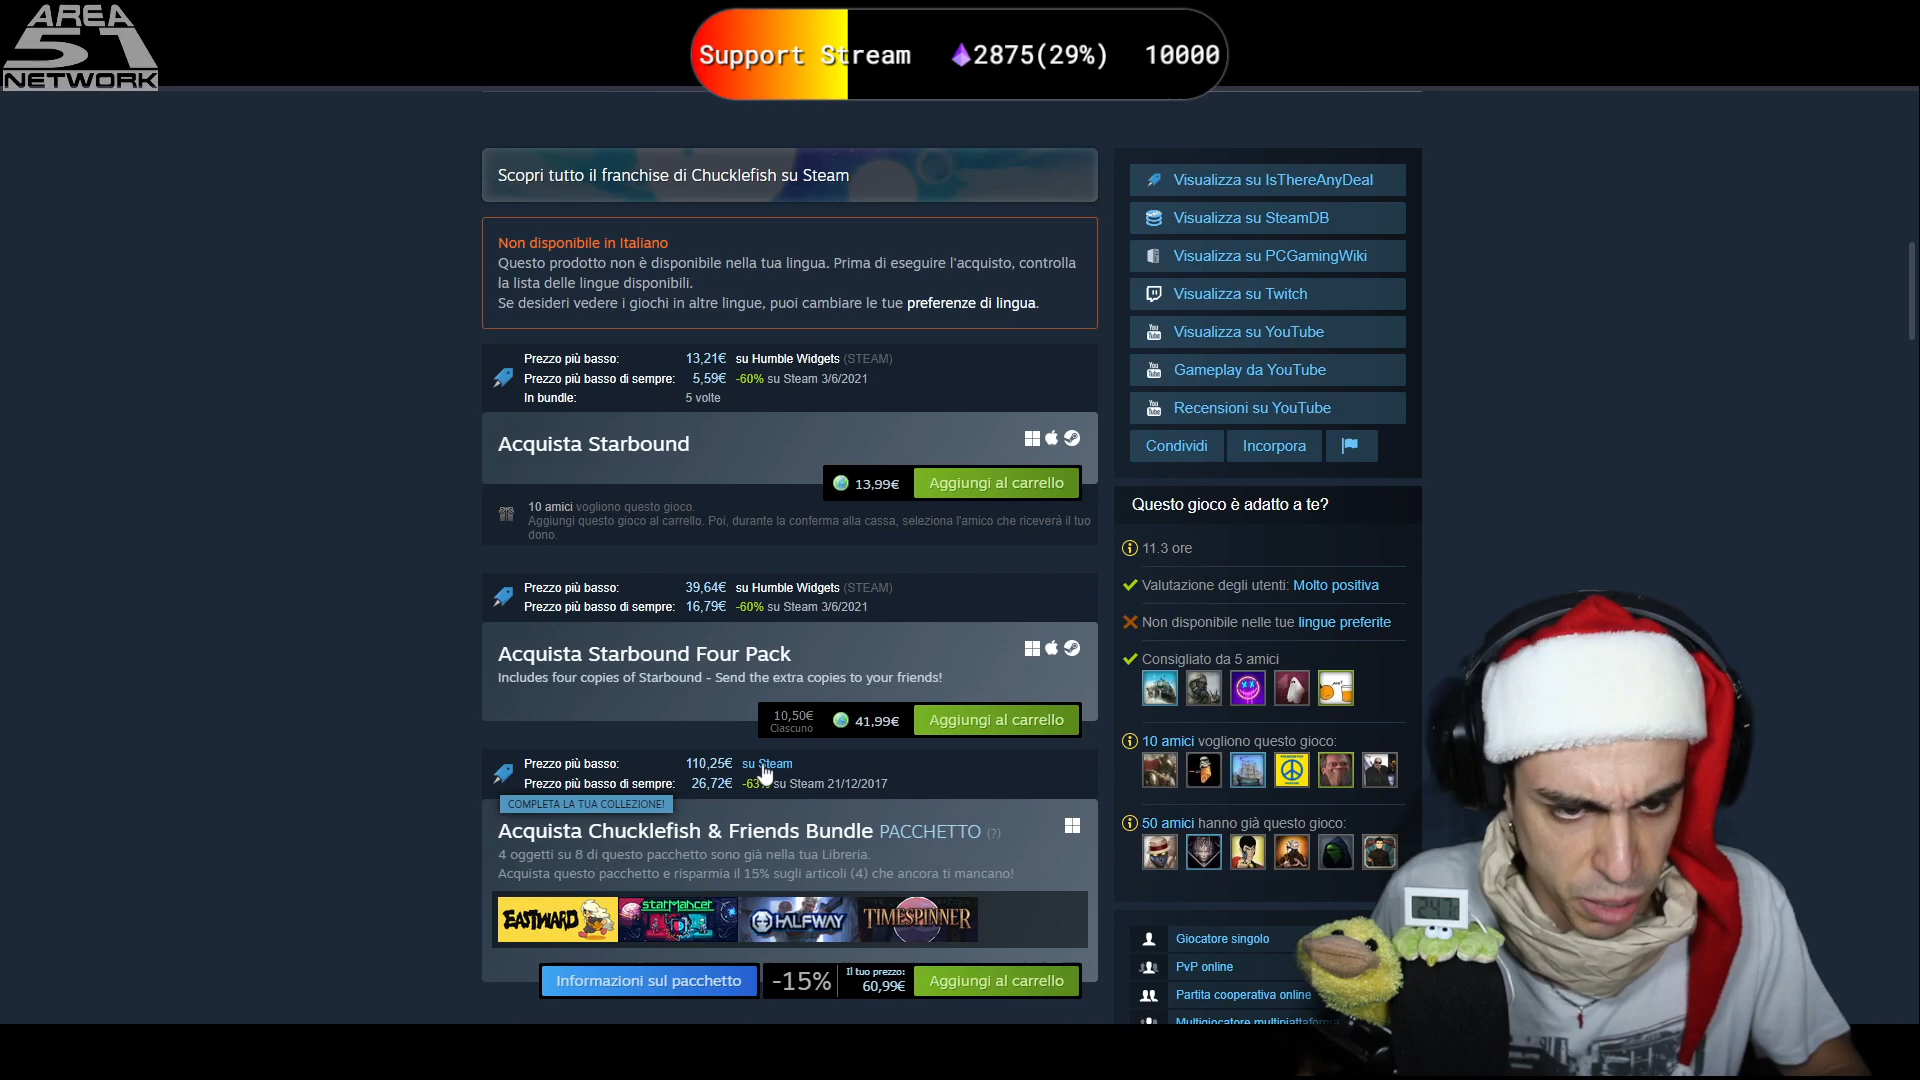 AREA
51
NETWORK
Support Stream 2875(29%) 10000
Scopri tutto il franchise di Chucklefish su Steam
Non disponibile in Italiano
Questo prodotto non è disponibile nella tua lingua. Prima di eseguire l'acquisto, controlla
la lista delle lingue disponibili.
Se desideri vedere i giochi in altre lingue, puoi cambiare le tue preferenze di lingua.
Prezzo più basso: 13,21€ su Humble Widgets (STEAM)
Prezzo più basso di sempre: 5,59€ -60% su Steam 3/6/2021
In bundle: 5 volte
Acquista Starbound
13,99€ Aggiungi al carrello
10 amici vogliono questo gioco.
Aggiungi questo gioco al carrello. Poi, durante la conferma alla cassa, seleziona l'amico che riceverà il tuo
dono.
Prezzo più basso: 39,64€ su Humble Widgets (STEAM)
Prezzo più basso di sempre: 16,79€ -60% su Steam 3/6/2021
Acquista Starbound Four Pack
Includes four copies of Starbound - Send the extra copies to your friends!
10,50€
Ciascuno
41,99€ Aggiungi al carrello
Prezzo più basso: 110,25€ su Steam
Prezzo più basso di sempre: 26,72€ -63% su Steam 21/12/2017
COMPLETA LA TUA COLLEZIONE!
Acquista Chucklefish & Friends Bundle PACCHETTO (?)
4 oggetti su 8 di questo pacchetto sono già nella tua Libreria.
Acquista questo pacchetto e risparmia il 15% sugli articoli (4) che ancora ti mancano!
EASTWARD starmancer HALFWAY TIMESPINNER
Informazioni sul pacchetto -15% Il tuo prezzo:
60,99€ Aggiungi al carrello
Visualizza su IsThereAnyDeal
Visualizza su SteamDB
Visualizza su PCGamingWiki
Visualizza su Twitch
You Tube Visualizza su YouTube
You Tube Gameplay da YouTube
You Tube Recensioni su YouTube
Condividi Incorpora
Questo gioco è adatto a te?
11.3 ore
Valutazione degli utenti: Molto positiva
Non disponibile nelle tue lingue preferite
Consigliato da 5 amici
10 amici vogliono questo gioco:
50 amici hanno già questo gioco:
Giocatore singolo
PvP online
Partita cooperativa online
Multigiocatore multipiattaforma